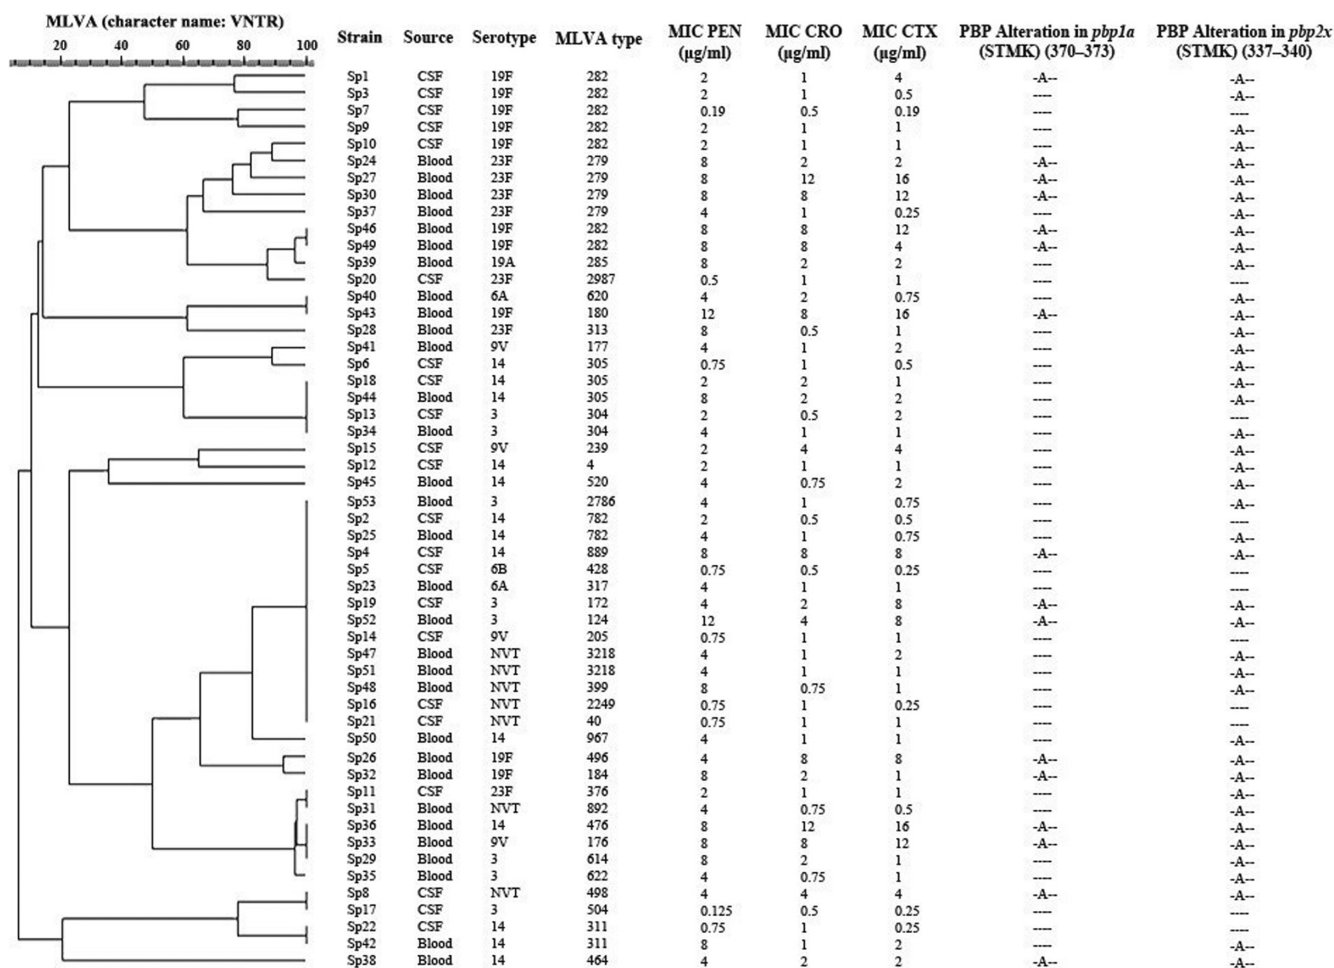 MLVA (character name: VNTR)
20 40 60 80 100
Strain Source Serotype MLVA type MIC PEN (µg/ml) MIC CRO (µg/ml) MIC CTX (µg/ml) PBP Alteration in pbp1a (STMK) (370–373) PBP Alteration in pbp2x (STMK) (337–340)
Sp1 CSF 19F 282 2 1 4 -A-- -A--
Sp3 CSF 19F 282 2 1 0.5 ---- -A--
Sp7 CSF 19F 282 0.19 0.5 0.19 ---- ----
Sp9 CSF 19F 282 2 1 1 ---- -A--
Sp10 CSF 19F 282 2 1 1 ---- -A--
Sp24 Blood 23F 279 8 2 2 -A-- -A--
Sp27 Blood 23F 279 8 12 16 -A-- -A--
Sp30 Blood 23F 279 8 8 12 -A-- -A--
Sp37 Blood 23F 279 4 1 0.25 ---- -A--
Sp46 Blood 19F 282 8 8 12 -A-- -A--
Sp49 Blood 19F 282 8 8 4 -A-- -A--
Sp39 Blood 19A 285 8 2 2 ---- -A--
Sp20 CSF 23F 2987 0.5 1 1 ---- ----
Sp40 Blood 6A 620 4 2 0.75 ---- -A--
Sp43 Blood 19F 180 12 8 16 -A-- -A--
Sp28 Blood 23F 313 8 0.5 1 ---- -A--
Sp41 Blood 9V 177 4 1 2 ---- -A--
Sp6 CSF 14 305 0.75 1 0.5 ---- -A--
Sp18 CSF 14 305 2 2 1 ---- -A--
Sp44 Blood 14 305 8 2 2 ---- -A--
Sp13 CSF 3 304 2 0.5 2 ---- ----
Sp34 Blood 3 304 4 1 1 ---- -A--
Sp15 CSF 9V 239 2 4 4 ---- -A--
Sp12 CSF 14 4 2 1 1 ---- -A--
Sp45 Blood 14 520 4 0.75 2 ---- -A--
Sp53 Blood 3 2786 4 1 0.75 ---- -A--
Sp2 CSF 14 782 2 0.5 0.5 ---- ----
Sp25 Blood 14 782 4 1 0.75 ---- -A--
Sp4 CSF 14 889 8 8 8 -A-- -A--
Sp5 CSF 6B 428 0.75 0.5 0.25 ---- ----
Sp23 Blood 6A 317 4 1 1 ---- -A--
Sp19 CSF 3 172 4 2 8 -A-- -A--
Sp52 Blood 3 124 12 4 8 -A-- -A--
Sp14 CSF 9V 205 0.75 1 1 ---- ----
Sp47 Blood NVT 3218 4 1 2 ---- -A--
Sp51 Blood NVT 3218 4 1 1 ---- -A--
Sp48 Blood NVT 399 8 0.75 1 ---- -A--
Sp16 CSF NVT 2249 0.75 1 0.25 ---- ----
Sp21 CSF NVT 40 0.75 1 1 ---- ----
Sp50 Blood 14 967 4 1 1 ---- -A--
Sp26 Blood 19F 496 4 8 8 -A-- -A--
Sp32 Blood 19F 184 8 2 1 -A-- -A--
Sp11 CSF 23F 376 2 1 1 ---- -A--
Sp31 Blood NVT 892 4 0.75 0.5 ---- -A--
Sp36 Blood 14 476 8 12 16 -A-- -A--
Sp33 Blood 9V 176 8 8 12 -A-- -A--
Sp29 Blood 3 614 8 2 1 ---- -A--
Sp35 Blood 3 622 4 0.75 1 ---- -A--
Sp8 CSF NVT 498 4 4 4 -A-- -A--
Sp17 CSF 3 504 0.125 0.5 0.25 ---- ----
Sp22 CSF 14 311 0.75 1 0.25 ---- ----
Sp42 Blood 14 311 8 1 2 ---- -A--
Sp38 Blood 14 464 4 2 2 -A-- -A--